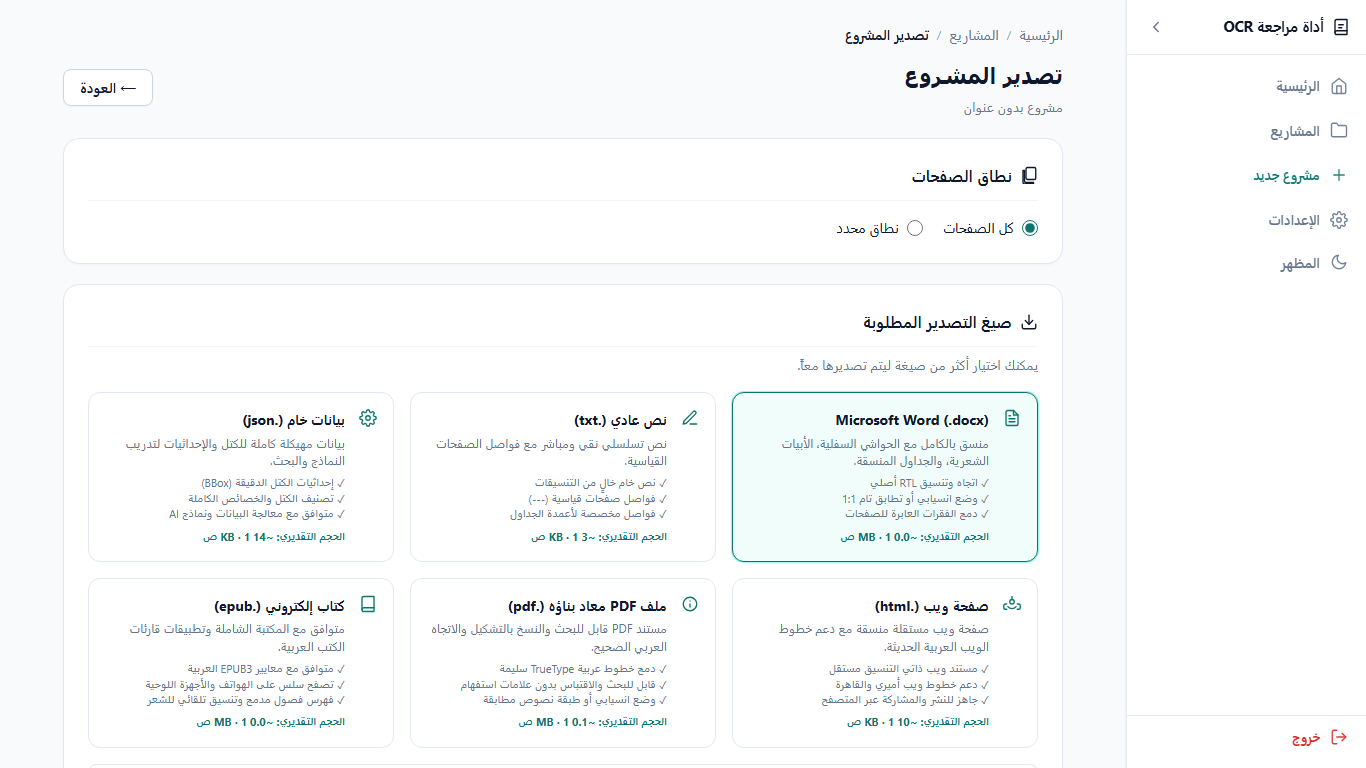 أداة مراجعة OCR
الرئيسية
المشاريع
مشروع جديد
الإعدادات
المظهر
خروج
الرئيسية / المشاريع / تصدير المشروع
تصدير المشروع
مشروع بدون عنوان
← العودة
نطاق الصفحات
كل الصفحات
نطاق محدد
صيغ التصدير المطلوبة
يمكنك اختيار أكثر من صيغة ليتم تصديرها معاً.
Microsoft Word (.docx)
منسق بالكامل مع الحواشي السفلية، الأبيات
الشعرية، والجداول المنسقة.
✓ اتجاه وتنسيق RTL أصلي
✓ وضع انسيابي أو تطابق تام 1:1
✓ دمج الفقرات العابرة للصفحات
الحجم التقديري: ~0.0 MB · 1 ص
نص عادي (.txt)
نص تسلسلي نقي ومباشر مع فواصل الصفحات
القياسية.
✓ نص خام خالٍ من التنسيقات
✓ فواصل صفحات قياسية (---)
✓ فواصل مخصصة لأعمدة الجداول
الحجم التقديري: ~3 KB · 1 ص
بيانات خام (.json)
بيانات مهيكلة كاملة للكتل والإحداثيات لتدريب
النماذج والبحث.
✓ إحداثيات الكتل الدقيقة (BBox)
✓ تصنيف الكتل والخصائص الكاملة
✓ متوافق مع معالجة البيانات ونماذج AI
الحجم التقديري: ~14 KB · 1 ص
صفحة ويب (.html)
صفحة ويب مستقلة منسقة مع دعم خطوط
الويب العربية الحديثة.
✓ مستند ويب ذاتي التنسيق مستقل
✓ دعم خطوط ويب أميري والقاهرة
✓ جاهز للنشر والمشاركة عبر المتصفح
الحجم التقديري: ~10 KB · 1 ص
ملف PDF معاد بناؤه (.pdf)
مستند PDF قابل للبحث والنسخ بالتشكيل والاتجاه
العربي الصحيح.
✓ دمج خطوط عربية TrueType سليمة
✓ قابل للبحث والاقتباس بدون علامات استفهام
✓ وضع انسيابي أو طبقة نصوص مطابقة
الحجم التقديري: ~0.1 MB · 1 ص
كتاب إلكتروني (.epub)
متوافق مع المكتبة الشاملة وتطبيقات قارئات
الكتب العربية.
✓ متوافق مع معايير EPUB3 العربية
✓ تصفح سلس على الهواتف والأجهزة اللوحية
✓ فهرس فصول مدمج وتنسيق تلقائي للشعر
الحجم التقديري: ~0.0 MB · 1 ص